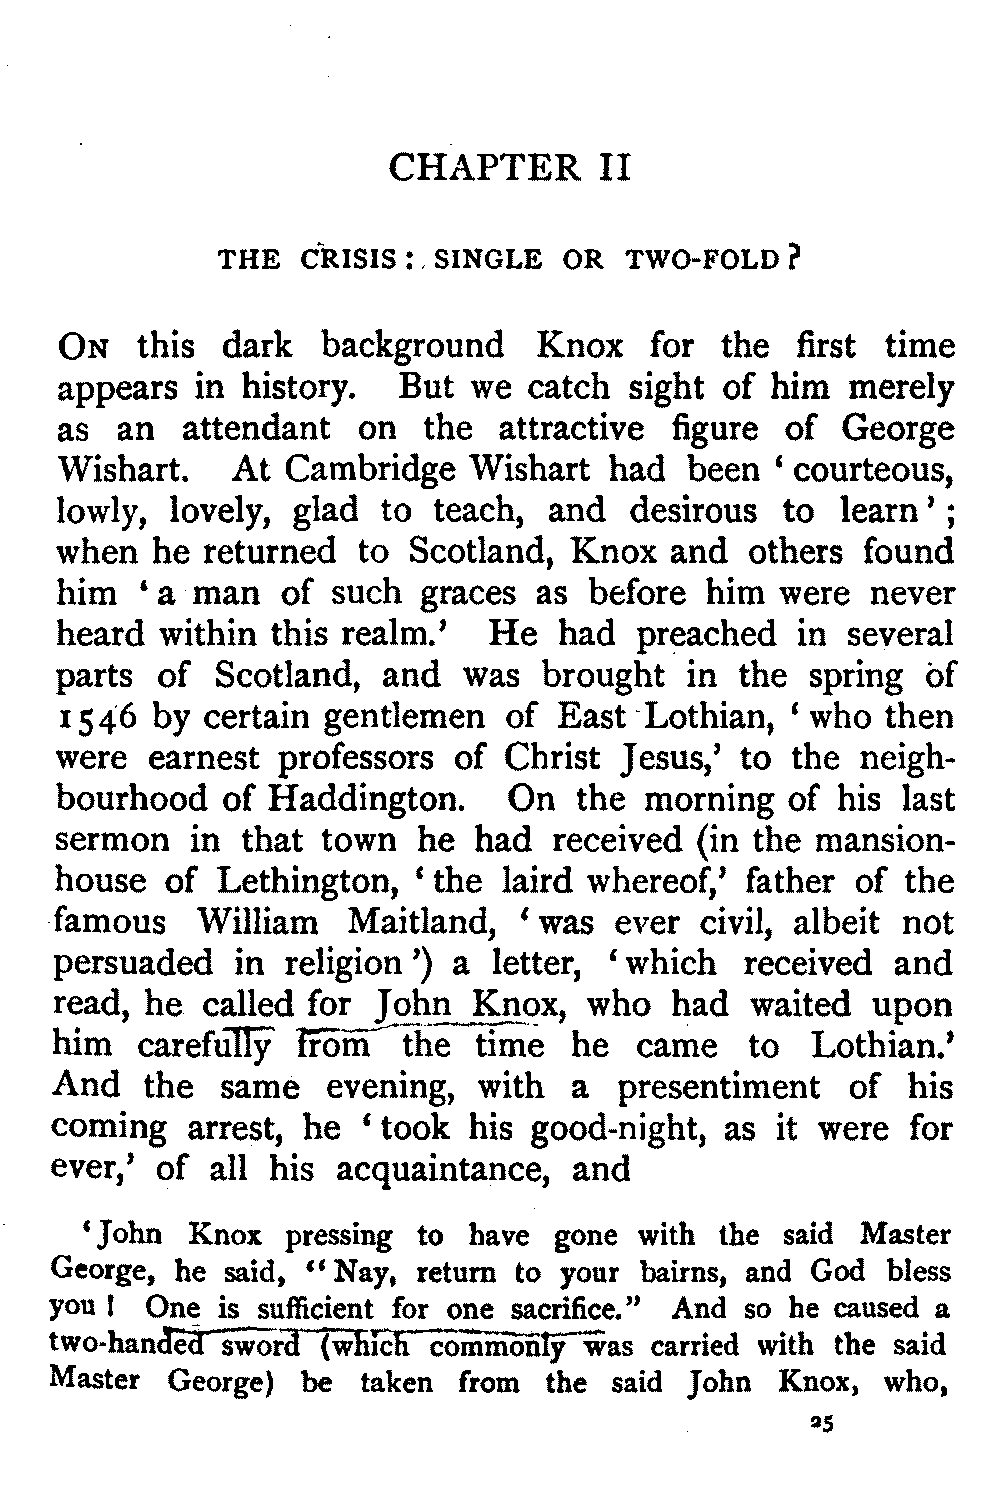 CHAPTER II
THE CRISIS: SINGLE OR TWO-FOLD?
ON this dark background Knox for the first time
appears in history. But we catch sight of him merely
as an attendant on the attractive figure of George
Wishart. At Cambridge Wishart had been ‘courteous,
lowly, lovely, glad to teach, and desirous to learn’;
when he returned to Scotland, Knox and others found
him ‘a man of such graces as before him were never
heard within this realm.’ He had preached in several
parts of Scotland, and was brought in the spring of
1546 by certain gentlemen of East Lothian, ‘who then
were earnest professors of Christ Jesus,’ to the neigh-
bourhood of Haddington. On the morning of his last
sermon in that town he had received (in the mansion-
house of Lethington, ‘the laird whereof,’ father of the
famous William Maitland, ‘was ever civil, albeit not
persuaded in religion’) a letter, ‘which received and
read, he called for John Knox, who had waited upon
him carefully from the time he came to Lothian.’
And the same evening, with a presentiment of his
coming arrest, he ‘took his good-night, as it were for
ever,’ of all his acquaintance, and
‘John Knox pressing to have gone with the said Master
George, he said, “Nay, return to your bairns, and God bless
you! One is sufficient for one sacrifice.” And so he caused a
two-handed sword (which commonly was carried with the said
Master George) be taken from the said John Knox, who,
25